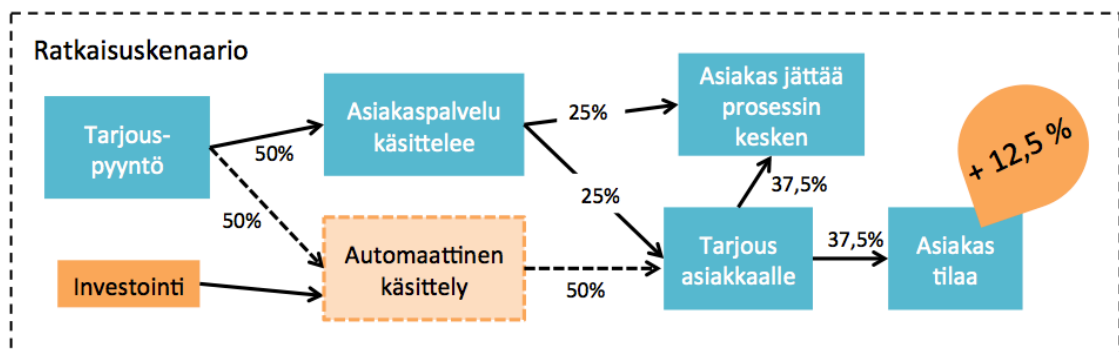 Ratkaisuskenaario
Tarjous-
pyyntö
50%
50%
Investointi
Asiakaspalvelu
käsittelee
Automaattinen
käsittely
25%
25%
50%
Asiakas jättää
prosessin
kesken
37,5%
Tarjous
asiakkaalle
37,5%
Asiakas
tilaa
+ 12,5 %